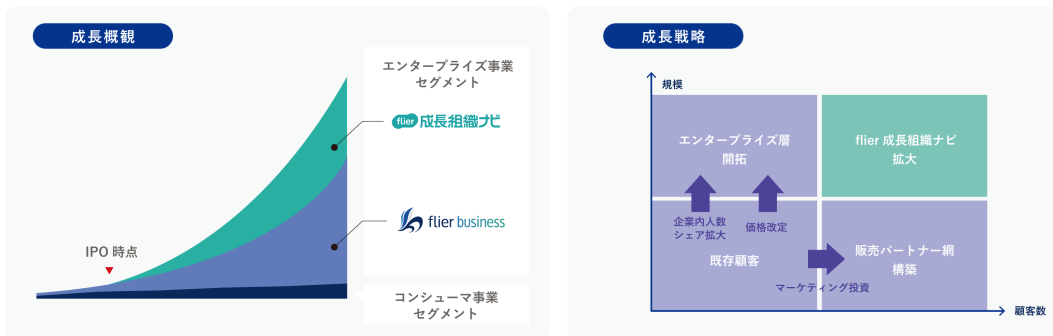 成長概観
エンタープライズ事業
セグメント
flier 成長組織ナビ
flier business
IPO 時点
コンシューマ事業
セグメント
成長戦略
規模
エンタープライズ層
開拓
flier 成長組織ナビ
拡大
企業内人数
シェア拡大
価格改定
既存顧客
販売パートナー網
構築
マーケティング投資
顧客数